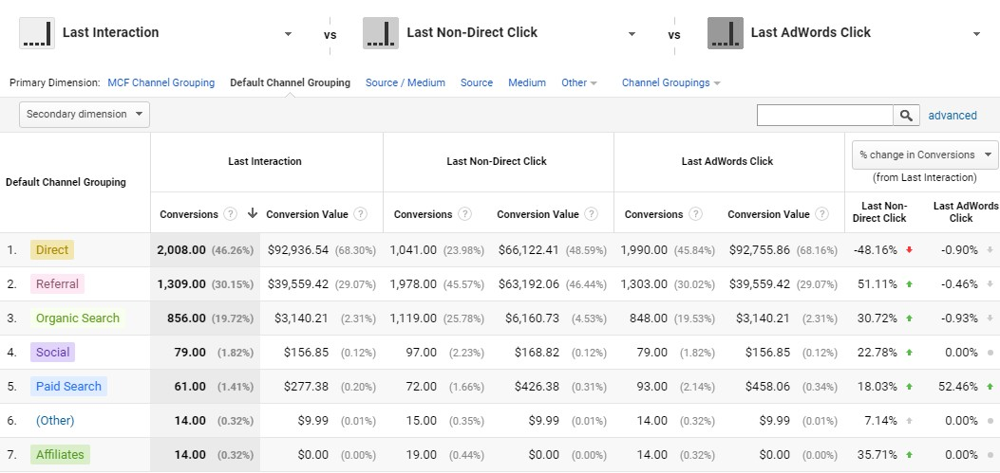 Last Interaction vs Last Non-Direct Click vs Last AdWords Click
Primary Dimension: MCF Channel Grouping Default Channel Grouping Source / Medium Source Medium Other Channel Groupings
Secondary dimension advanced
Default Channel Grouping Last Interaction Last Non-Direct Click Last AdWords Click % change in Conversions
(from Last Interaction)
Conversions ? Conversion Value ? Conversions ? Conversion Value ? Conversions ? Conversion Value ? Last Non-Direct Click Last AdWords Click
1. Direct 2,008.00 (46.26%) $92,936.54 (68.30%) 1,041.00 (23.98%) $66,122.41 (48.59%) 1,990.00 (45.84%) $92,755.86 (68.16%) -48.16% -0.90%
2. Referral 1,309.00 (30.15%) $39,559.42 (29.07%) 1,978.00 (45.57%) $63,192.06 (46.44%) 1,303.00 (30.02%) $39,559.42 (29.07%) 51.11% -0.46%
3. Organic Search 856.00 (19.72%) $3,140.21 (2.31%) 1,119.00 (25.78%) $6,160.73 (4.53%) 848.00 (19.53%) $3,140.21 (2.31%) 30.72% -0.93%
4. Social 79.00 (1.82%) $156.85 (0.12%) 97.00 (2.23%) $168.82 (0.12%) 79.00 (1.82%) $156.85 (0.12%) 22.78% 0.00%
5. Paid Search 61.00 (1.41%) $277.38 (0.20%) 72.00 (1.66%) $426.38 (0.31%) 93.00 (2.14%) $458.06 (0.34%) 18.03% 52.46%
6. (Other) 14.00 (0.32%) $9.99 (0.01%) 15.00 (0.35%) $9.99 (0.01%) 14.00 (0.32%) $9.99 (0.01%) 7.14% 0.00%
7. Affiliates 14.00 (0.32%) $0.00 (0.00%) 19.00 (0.44%) $0.00 (0.00%) 14.00 (0.32%) $0.00 (0.00%) 35.71% 0.00%